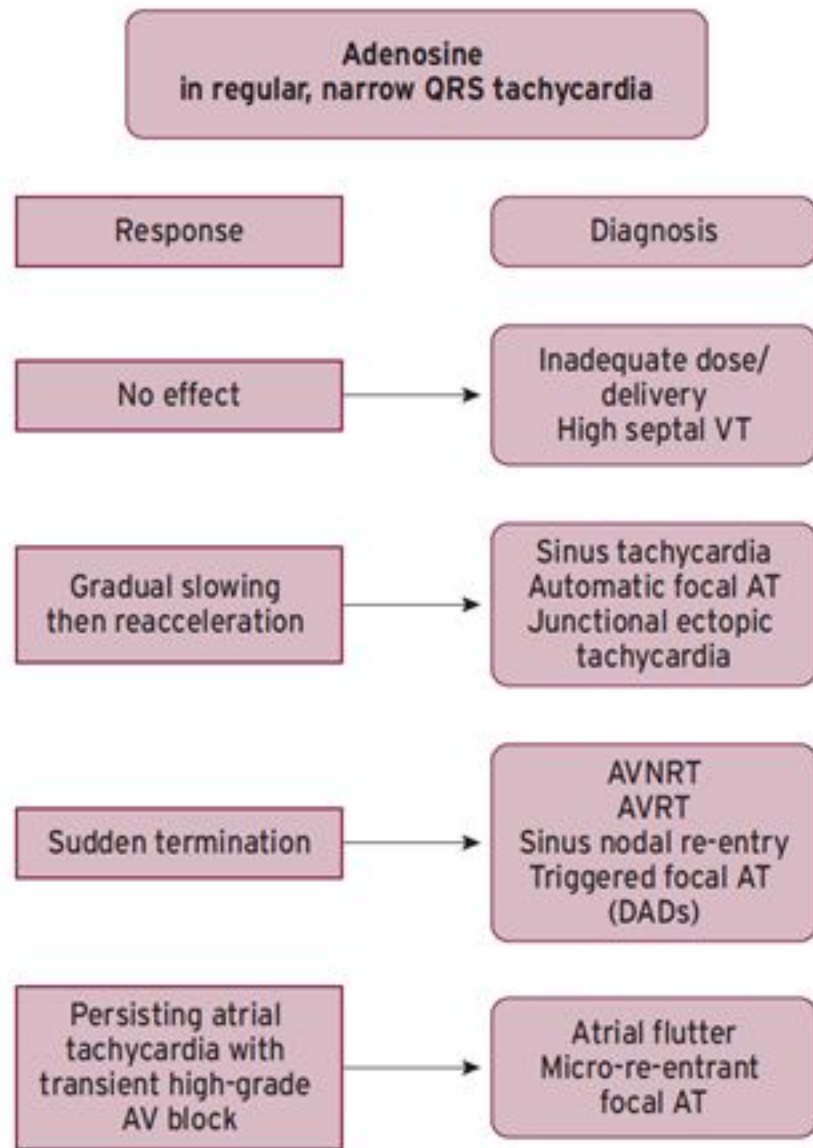 Adenosine
in regular, narrow QRS tachycardia
Response
Diagnosis
No effect
Inadequate dose/
delivery
High septal VT
Gradual slowing
then reacceleration
Sinus tachycardia
Automatic focal AT
Junctional ectopic
tachycardia
Sudden termination
AVNRT
AVRT
Sinus nodal re-entry
Triggered focal AT
(DADs)
Persisting atrial
tachycardia with
transient high-grade
AV block
Atrial flutter
Micro-re-entrant
focal AT